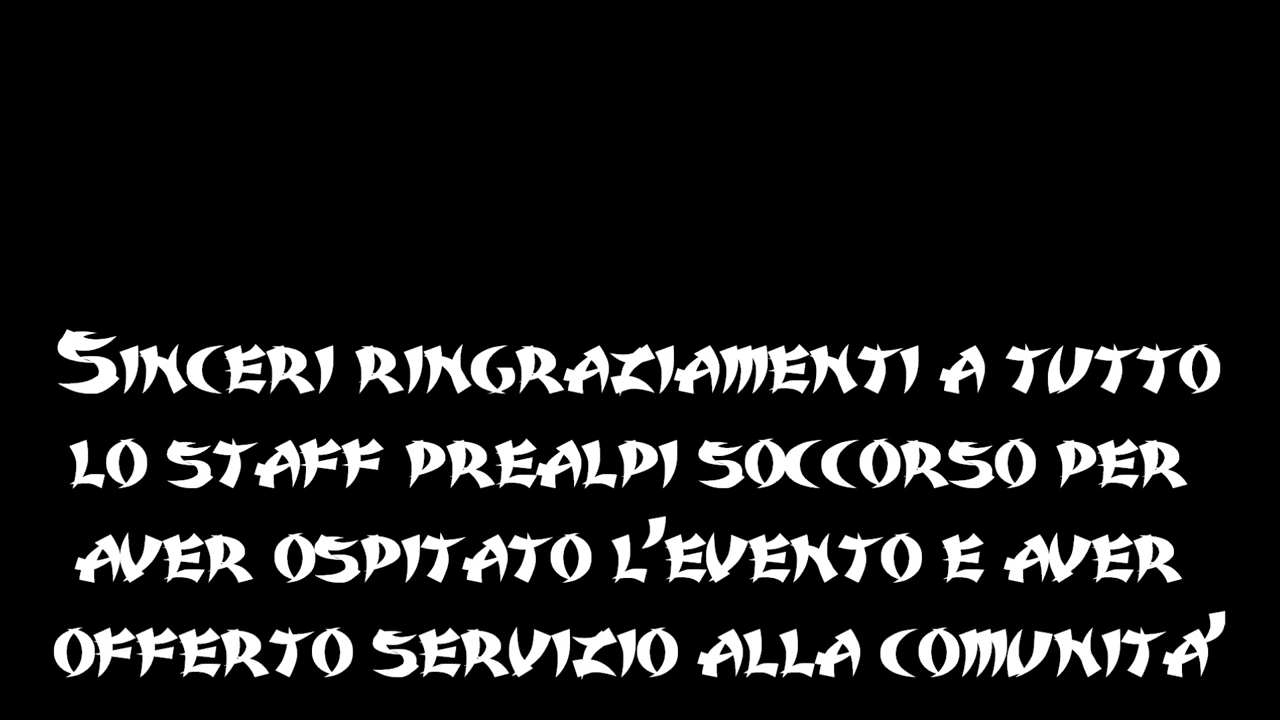 Sinceri ringraziamenti a tutto
lo staff prealpi soccorso per
aver ospitato l'evento e aver
offerto servizio alla comunita'